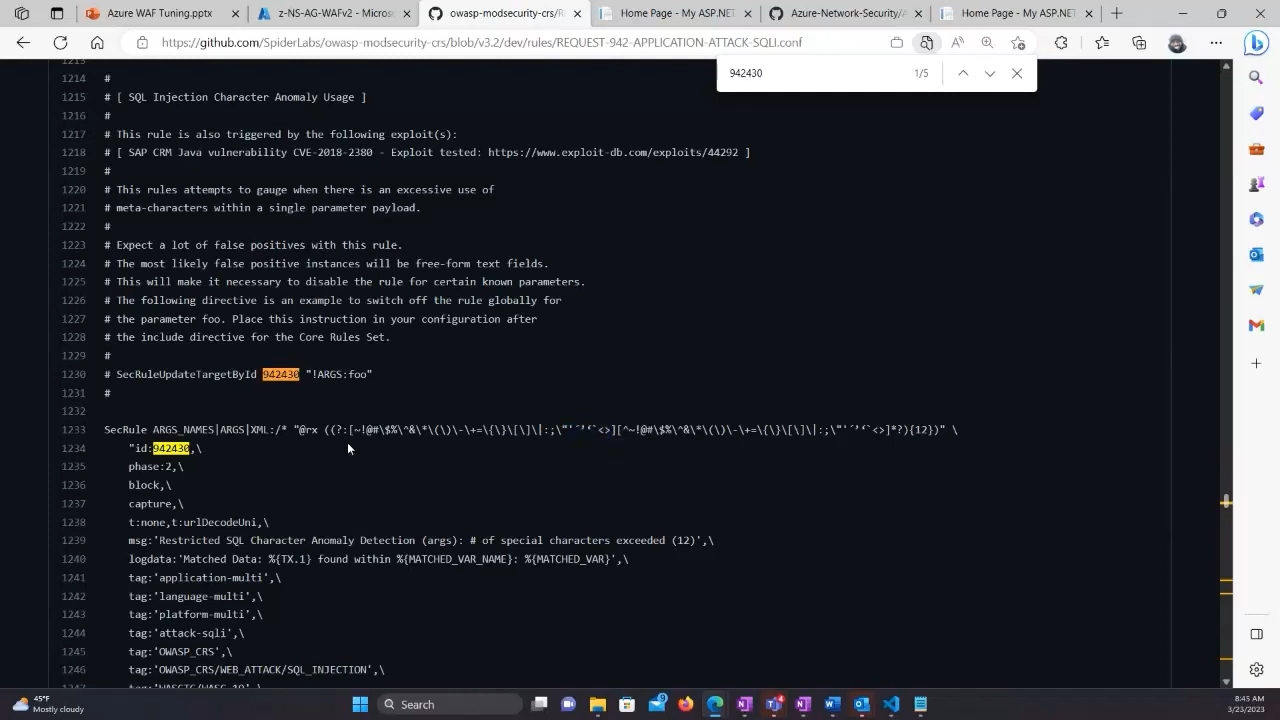 Azure WAF Tuning.pptx
z-NS-AG-WAFv2 - Micros
owasp-modsecurity-crs/R
Home Page - My ASP.NET
Azure-Network-Security/A
Home Page - My ASP.NET
https://github.com/SpiderLabs/owasp-modsecurity-crs/blob/v3.2/dev/rules/REQUEST-942-APPLICATION-ATTACK-SQLI.conf
942430 1/5
1213
1214 #
1215 # [ SQL Injection Character Anomaly Usage ]
1216 #
1217 # This rule is also triggered by the following exploit(s):
1218 # [ SAP CRM Java vulnerability CVE-2018-2380 - Exploit tested: https://www.exploit-db.com/exploits/44292 ]
1219 #
1220 # This rules attempts to gauge when there is an excessive use of
1221 # meta-characters within a single parameter payload.
1222 #
1223 # Expect a lot of false positives with this rule.
1224 # The most likely false positive instances will be free-form text fields.
1225 # This will make it necessary to disable the rule for certain known parameters.
1226 # The following directive is an example to switch off the rule globally for
1227 # the parameter foo. Place this instruction in your configuration after
1228 # the include directive for the Core Rules Set.
1229 #
1230 # SecRuleUpdateTargetById 942430 "!ARGS:foo"
1231 #
1232
1233 SecRule ARGS_NAMES|ARGS|XML:/* "@rx ((?:[~!@#\$%\^&\*\(\)\-\+=\{\}\[\]\|:;\"'´’‘`<>][^~!@#\$%\^&\*\(\)\-\+=\{\}\[\]\|:;\"'´’‘`<>]*?){12})" \
1234 "id:942430,\
1235 phase:2,\
1236 block,\
1237 capture,\
1238 t:none,t:urlDecodeUni,\
1239 msg:'Restricted SQL Character Anomaly Detection (args): # of special characters exceeded (12)',\
1240 logdata:'Matched Data: %{TX.1} found within %{MATCHED_VAR_NAME}: %{MATCHED_VAR}',\
1241 tag:'application-multi',\
1242 tag:'language-multi',\
1243 tag:'platform-multi',\
1244 tag:'attack-sqli',\
1245 tag:'OWASP_CRS',\
1246 tag:'OWASP_CRS/WEB_ATTACK/SQL_INJECTION',\
1247 tag:'WASCTC/WASC-19',\
45°F
Mostly cloudy
Search
9
4
8:45 AM
3/23/2023